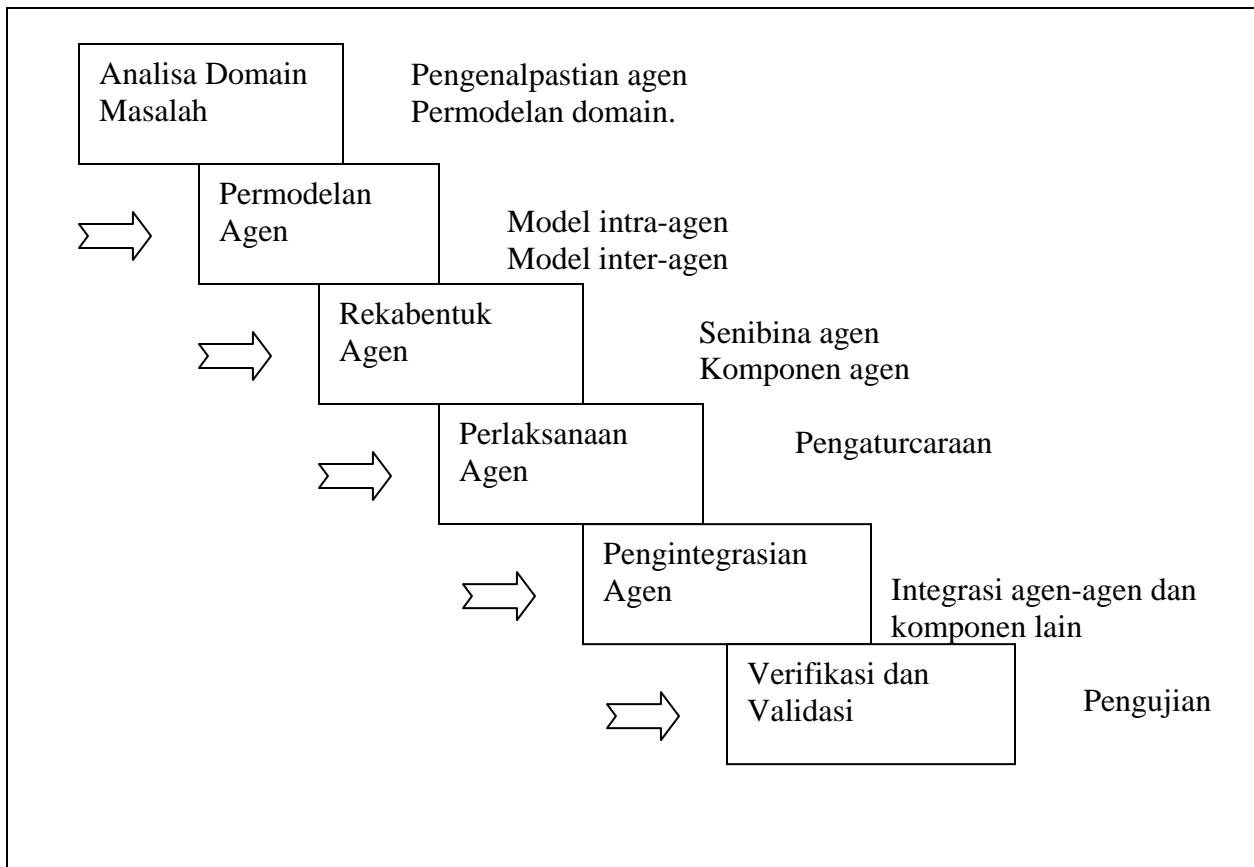 Analisa Domain
Masalah
Pengenalpastian agen
Permodelan domain.
Permodelan
Agen
Model intra-agen
Model inter-agen
Rekabentuk
Agen
Senibina agen
Komponen agen
Perlaksanaan
Agen
Pengaturcaraan
Pengintegrasian
Agen
Integrasi agen-agen dan
komponen lain
Verifikasi dan
Validasi
Pengujian